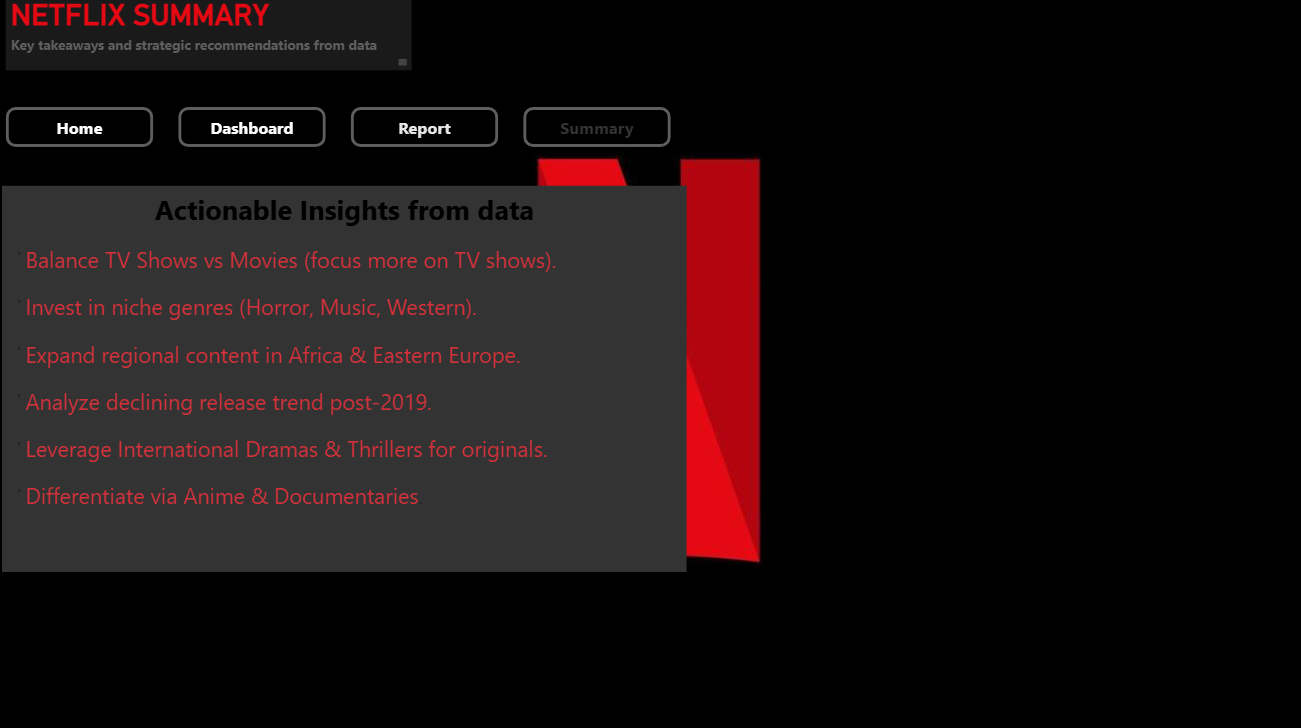 NETFLIX SUMMARY
Key takeaways and strategic recommendations from data
Home
Dashboard
Report
Summary
Actionable Insights from data
Balance TV Shows vs Movies (focus more on TV shows).
Invest in niche genres (Horror, Music, Western).
Expand regional content in Africa & Eastern Europe.
Analyze declining release trend post-2019.
Leverage International Dramas & Thrillers for originals.
Differentiate via Anime & Documentaries.